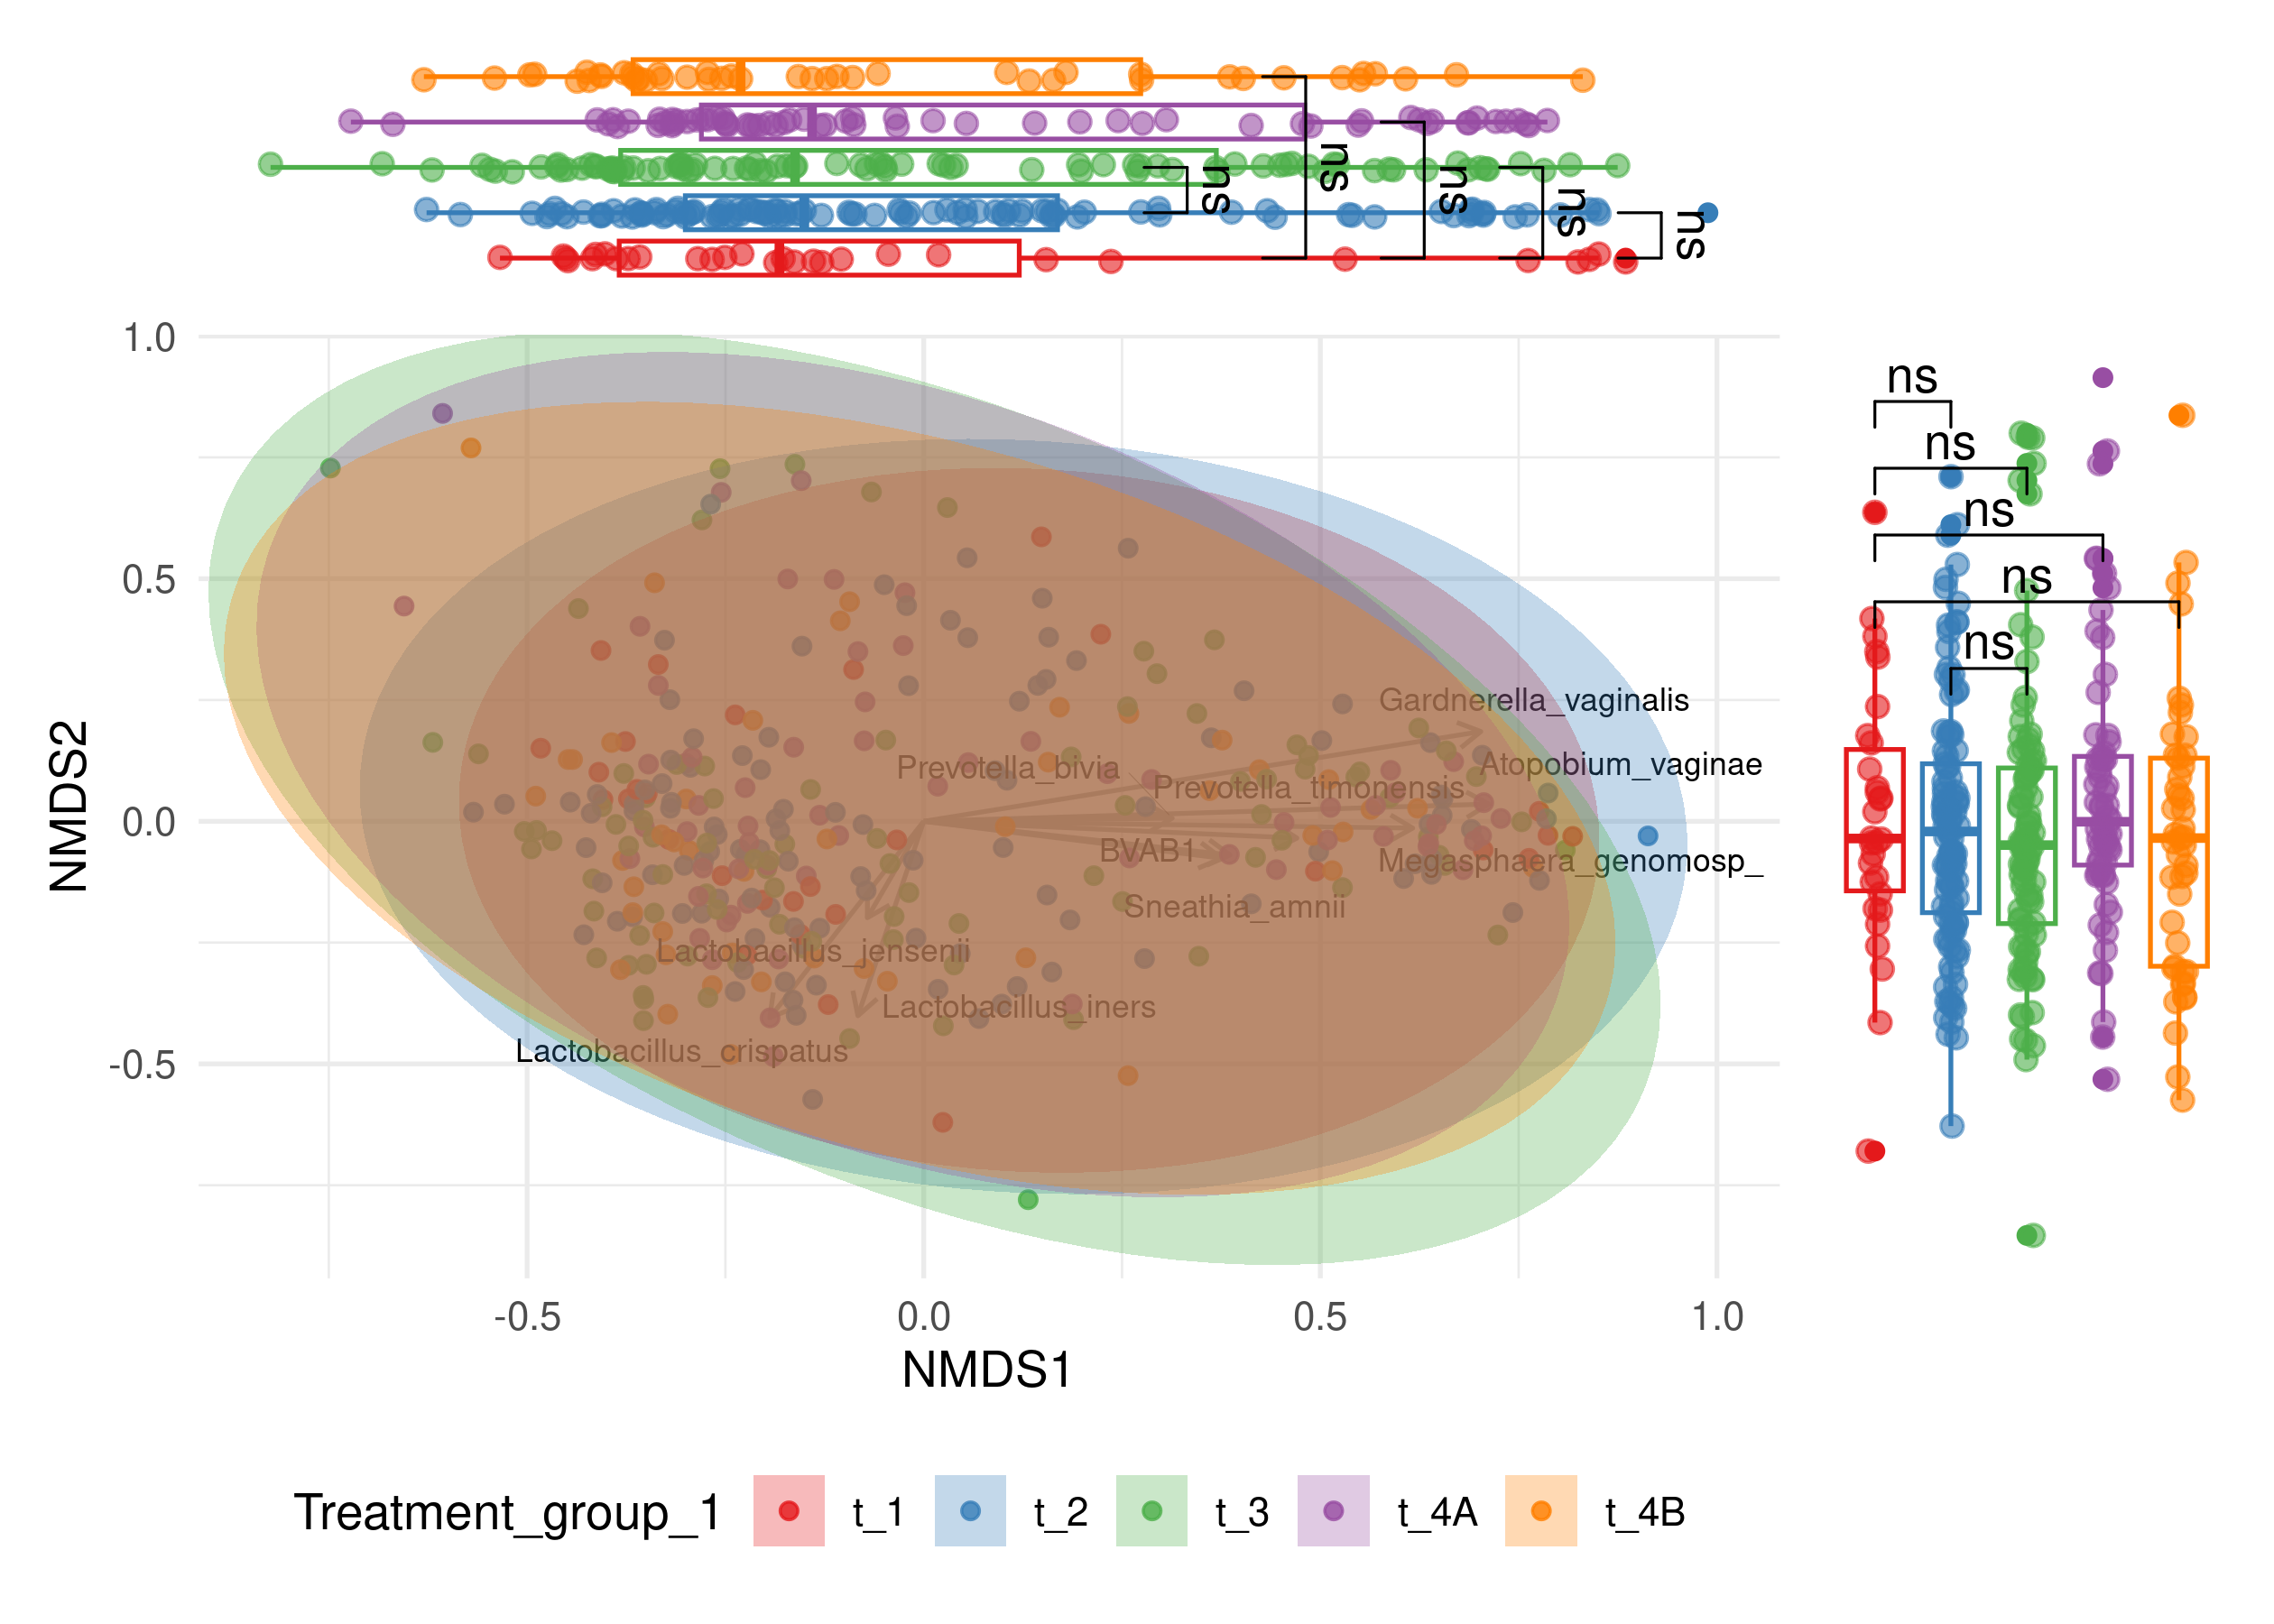 ns
ns
ns
ns
ns
1.0
0.5
0.0
-0.5
NMDS2
Gardnerella_vaginalis
Prevotella_bivia
Atopobium_vaginae
Prevotella_timonensis
BVAB1
Megasphaera_genomosp_
Sneathia_amnii
Lactobacillus_jensenii
Lactobacillus_iners
Lactobacillus_crispatus
ns
ns
ns
ns
ns
-0.5
0.0
0.5
1.0
NMDS1
Treatment_group_1
t_1
t_2
t_3
t_4A
t_4B